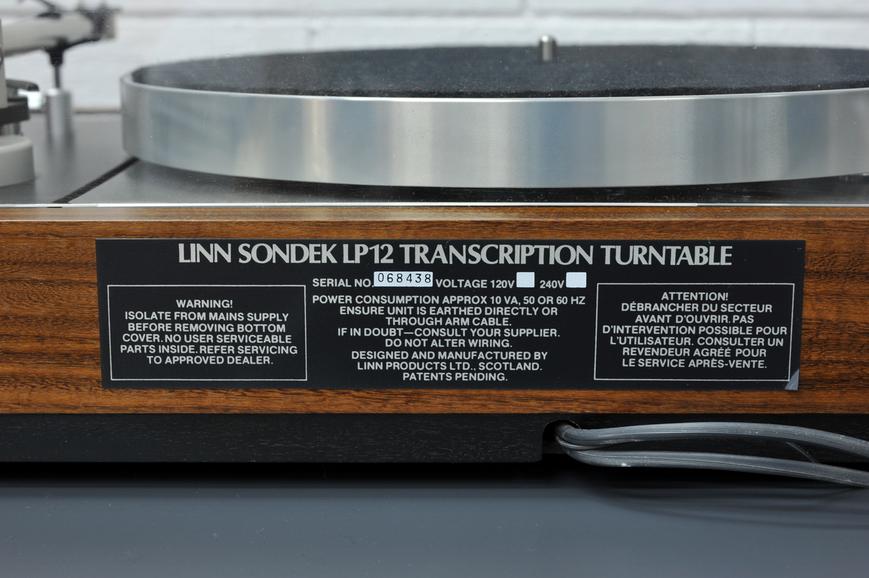 LINN SONDEK LP12 TRANSCRIPTION TURNTABLE
SERIAL NO. 068438 VOLTAGE 120V 240V
WARNING!
ISOLATE FROM MAINS SUPPLY
BEFORE REMOVING BOTTOM
COVER. NO USER SERVICEABLE
PARTS INSIDE. REFER SERVICING
TO APPROVED DEALER.
POWER CONSUMPTION APPROX 10 VA, 50 OR 60 HZ
ENSURE UNIT IS EARTHED DIRECTLY OR
THROUGH ARM CABLE.
IF IN DOUBT—CONSULT YOUR SUPPLIER.
DO NOT ALTER WIRING.
DESIGNED AND MANUFACTURED BY
LINN PRODUCTS LTD., SCOTLAND.
PATENTS PENDING.
ATTENTION!
DÉBRANCHER DU SECTEUR
AVANT D'OUVRIR. PAS
D'INTERVENTION POSSIBLE POUR
L'UTILISATEUR. CONSULTER UN
REVENDEUR AGRÉÉ POUR
LE SERVICE APRÈS-VENTE.